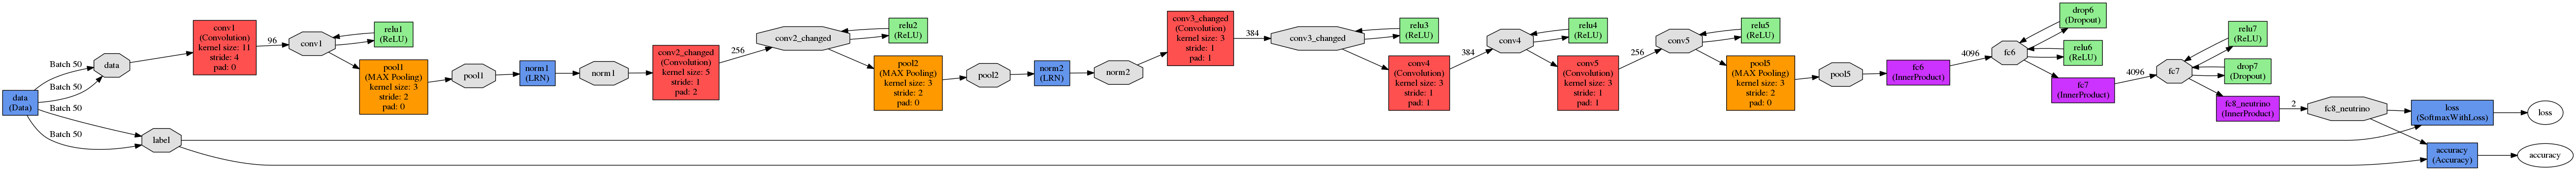 data
(Data)
Batch 50
Batch 50
Batch 50
Batch 50
data
label
conv1
(Convolution)
kernel size: 11
stride: 4
pad: 0
96
conv1
relu1
(ReLU)
pool1
(MAX Pooling)
kernel size: 3
stride: 2
pad: 0
pool1
norm1
(LRN)
norm1
conv2_changed
(Convolution)
kernel size: 5
stride: 1
pad: 2
256
conv2_changed
relu2
(ReLU)
pool2
(MAX Pooling)
kernel size: 3
stride: 2
pad: 0
pool2
norm2
(LRN)
norm2
conv3_changed
(Convolution)
kernel size: 3
stride: 1
pad: 1
384
conv3_changed
relu3
(ReLU)
conv4
(Convolution)
kernel size: 3
stride: 1
pad: 1
384
conv4
relu4
(ReLU)
conv5
(Convolution)
kernel size: 3
stride: 1
pad: 1
256
conv5
relu5
(ReLU)
pool5
(MAX Pooling)
kernel size: 3
stride: 2
pad: 0
pool5
fc6
(InnerProduct)
4096
fc6
drop6
(Dropout)
relu6
(ReLU)
fc7
(InnerProduct)
4096
fc7
relu7
(ReLU)
drop7
(Dropout)
fc8_neutrino
(InnerProduct)
2
fc8_neutrino
loss
(SoftmaxWithLoss)
loss
accuracy
(Accuracy)
accuracy